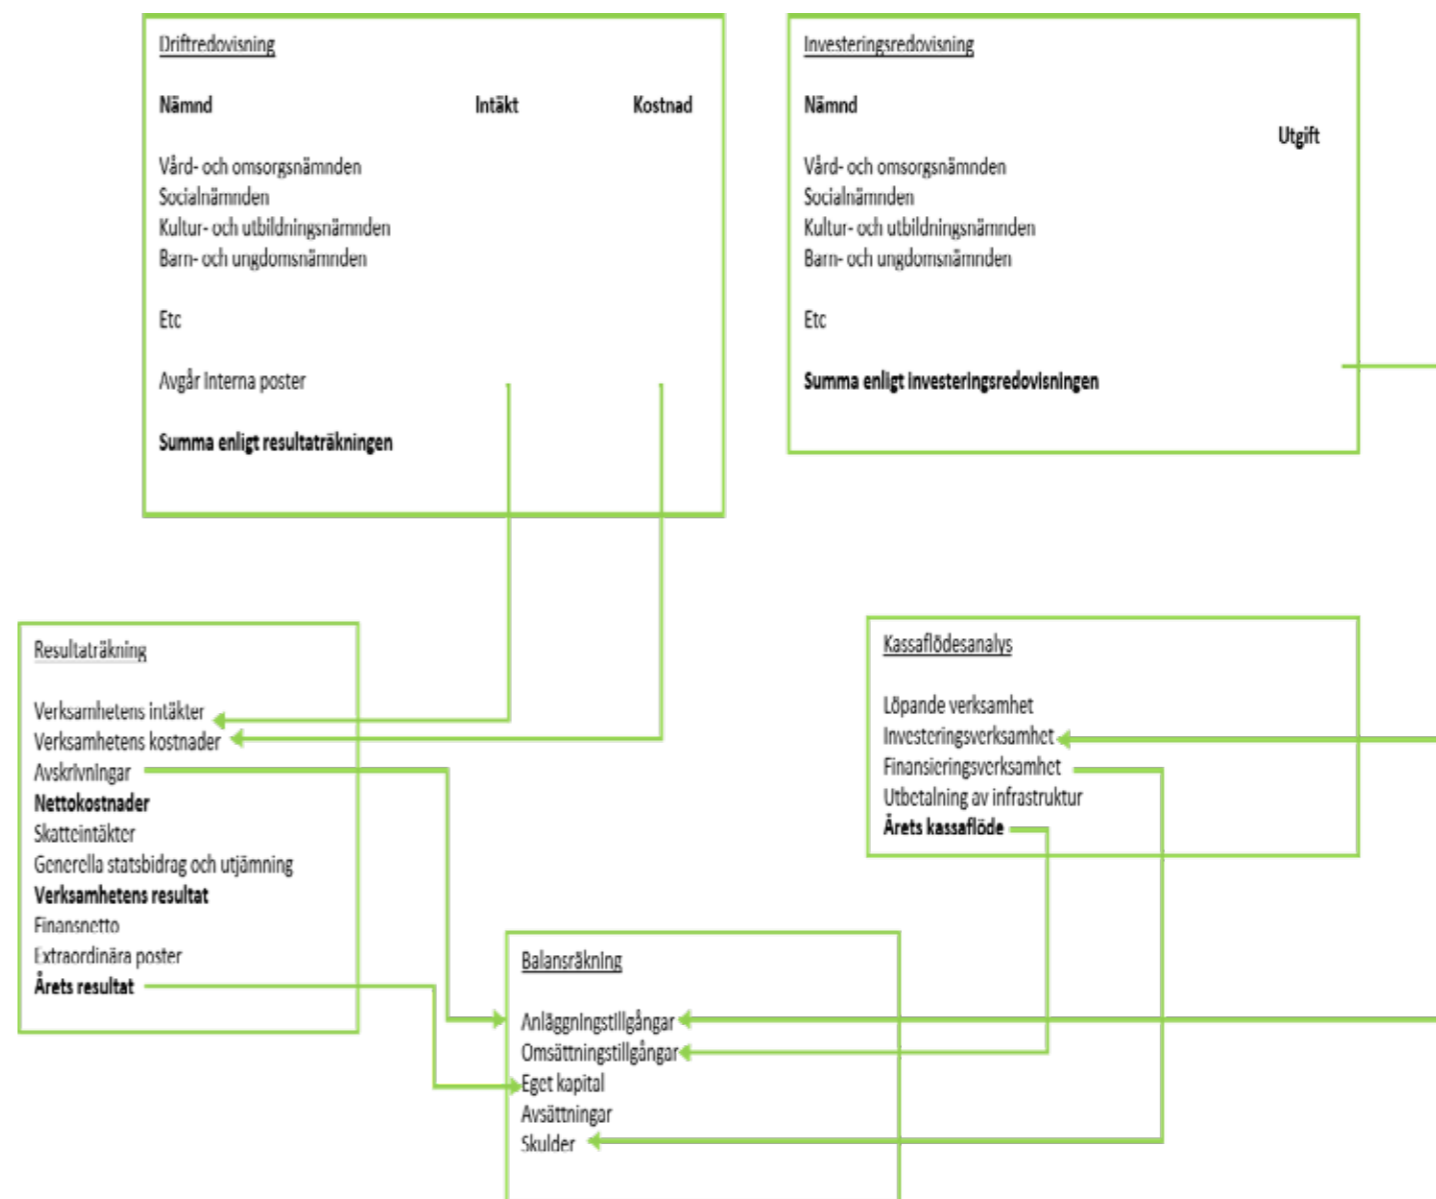 Driftredovisning
Nämnd Intäkt Kostnad
Vård- och omsorgsnämnden
Socialnämnden
Kultur- och utbildningsnämnden
Barn- och ungdomsnämnden
Etc
Avgår Interna poster
Summa enligt resultaträkningen
Investeringsredovisning
Nämnd
Utgift
Vård- och omsorgsnämnden
Socialnämnden
Kultur- och utbildningsnämnden
Barn- och ungdomsnämnden
Etc
Summa enligt investeringsredovisningen
Resultaträkning
Verksamhetens intäkter
Verksamhetens kostnader
Avskrivningar
Nettokostnader
Skatteintäkter
Generella statsbidrag och utjämning
Verksamhetens resultat
Finansnetto
Extraordinära poster
Årets resultat
Kassaflödesanalys
Löpande verksamhet
Investeringsverksamhet
Finansieringsverksamhet
Utbetalning av infrastruktur
Årets kassaflöde
Balansräkning
Anläggningstillgångar
Omsättningstillgångar
Eget kapital
Avsättningar
Skulder